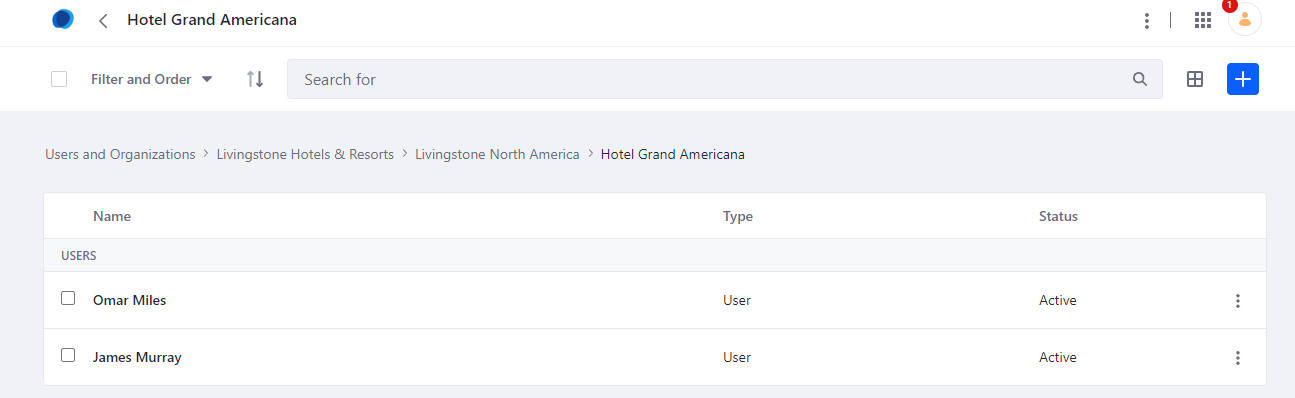 Hotel Grand Americana
1
Filter and Order
Search for
Users and Organizations > Livingstone Hotels & Resorts > Livingstone North America > Hotel Grand Americana
Name Type Status
USERS
Omar Miles User Active
James Murray User Active